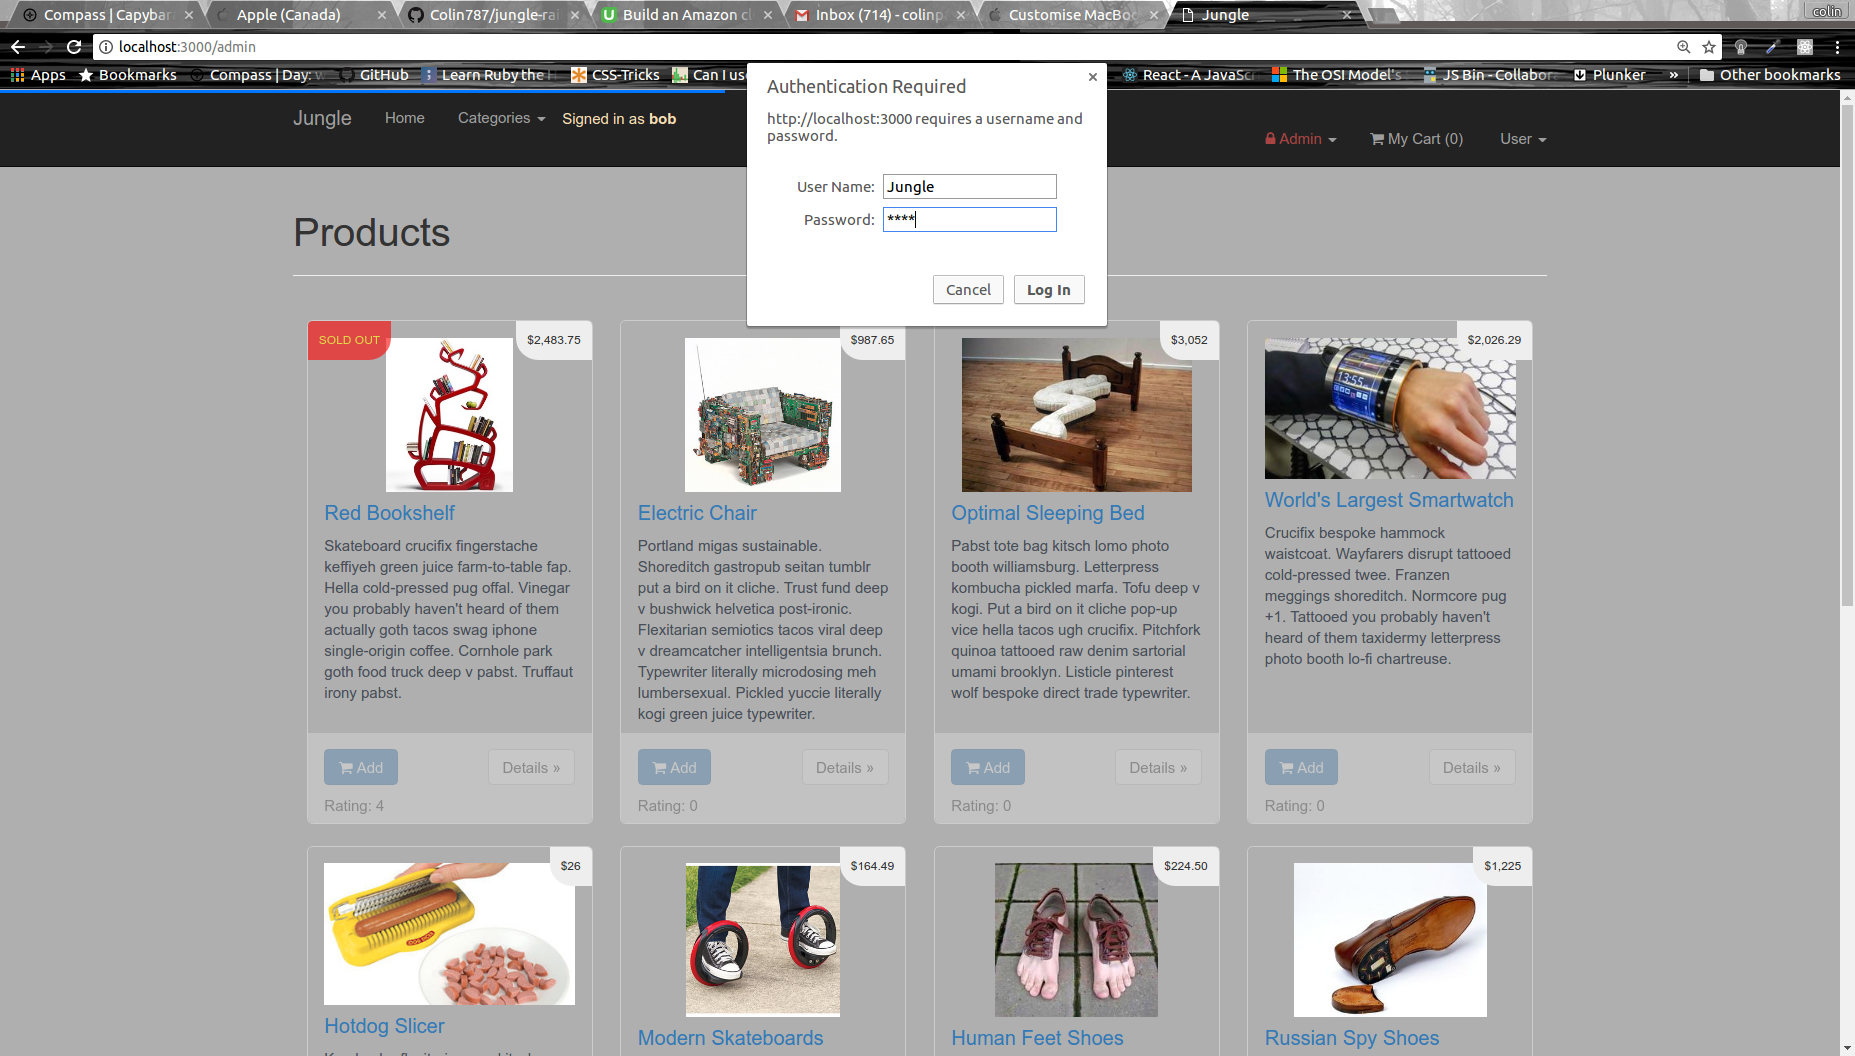 Compass | Capybar
Apple (Canada)
Colin787/jungle-rai
Build an Amazon cl
Inbox (714) - colinpa
Customise MacBoo
Jungle
colin
localhost:3000/admin
Apps
Bookmarks
Compass | Day: w
GitHub
Learn Ruby the H
CSS-Tricks
Can I use
React - A JavaScr
The OSI Model's
JS Bin - Collabor
Plunker
»
Other bookmarks
Authentication Required
http://localhost:3000 requires a username and
password.
User Name: Jungle
Password: ****
Cancel
Log In
Jungle
Home
Categories
Signed in as bob
Admin
My Cart (0)
User
Products
SOLD OUT
$2,483.75
Red Bookshelf
Skateboard crucifix fingerstache
keffiyeh green juice farm-to-table fap.
Hella cold-pressed pug offal. Vinegar
you probably haven't heard of them
actually goth tacos swag iphone
single-origin coffee. Cornhole park
goth food truck deep v pabst. Truffaut
irony pabst.
Add
Details »
Rating: 4
$987.65
Electric Chair
Portland migas sustainable.
Shoreditch gastropub seitan tumblr
put a bird on it cliche. Trust fund deep
v bushwick helvetica post-ironic.
Flexitarian semiotics tacos viral deep
v dreamcatcher intelligentsia brunch.
Typewriter literally microdosing meh
lumbersexual. Pickled yuccie literally
kogi green juice typewriter.
Add
Details »
Rating: 0
$3,052
Optimal Sleeping Bed
Pabst tote bag kitsch lomo photo
booth williamsburg. Letterpress
kombucha pickled marfa. Tofu deep v
kogi. Put a bird on it cliche pop-up
vice hella tacos ugh crucifix. Pitchfork
quinoa tattooed raw denim sartorial
umami brooklyn. Listicle pinterest
wolf bespoke direct trade typewriter.
Add
Details »
Rating: 0
$2,026.29
13:55
World's Largest Smartwatch
Crucifix bespoke hammock
waistcoat. Wayfarers disrupt tattooed
cold-pressed twee. Franzen
meggings shoreditch. Normcore pug
+1. Tattooed you probably haven't
heard of them taxidermy letterpress
photo booth lo-fi chartreuse.
Add
Details »
Rating: 0
$26
Hotdog Slicer
$164.49
Modern Skateboards
$224.50
Human Feet Shoes
$1,225
Russian Spy Shoes